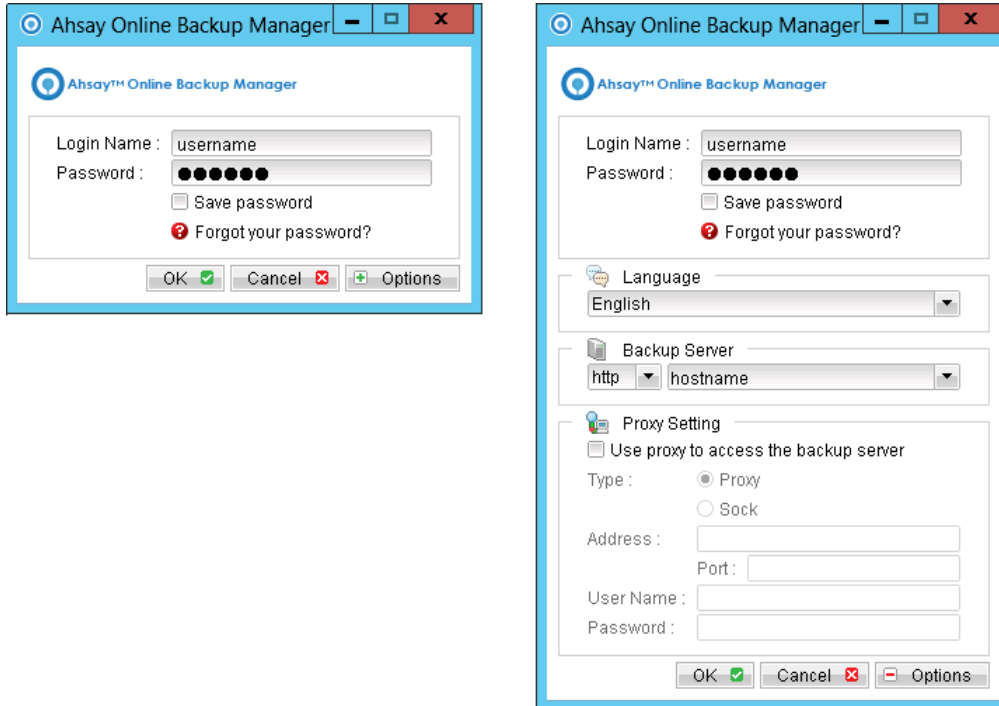 Ahsay Online Backup Manager
Ahsay™ Online Backup Manager
Login Name : username
Password :
Save password
Forgot your password?
OK Cancel Options
Ahsay Online Backup Manager
Ahsay™ Online Backup Manager
Login Name : username
Password :
Save password
Forgot your password?
Language
English
Backup Server
http hostname
Proxy Setting
Use proxy to access the backup server
Type : Proxy
Sock
Address :
Port :
User Name :
Password :
OK Cancel Options